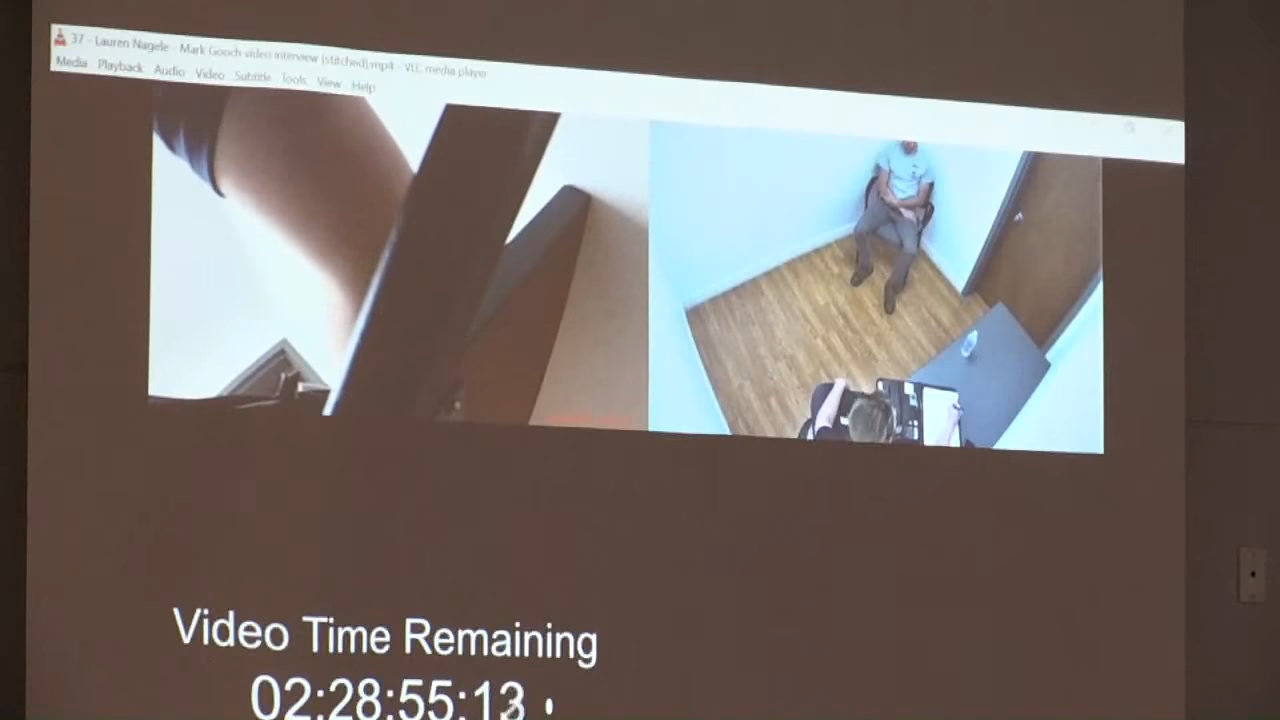 37 - Lauren Nagele - Mark Gooch video interview (stitched).mp4 - VLC media player
Media Playback Audio Video Subtitle Tools View Help
Video Time Remaining
02:28:55:13